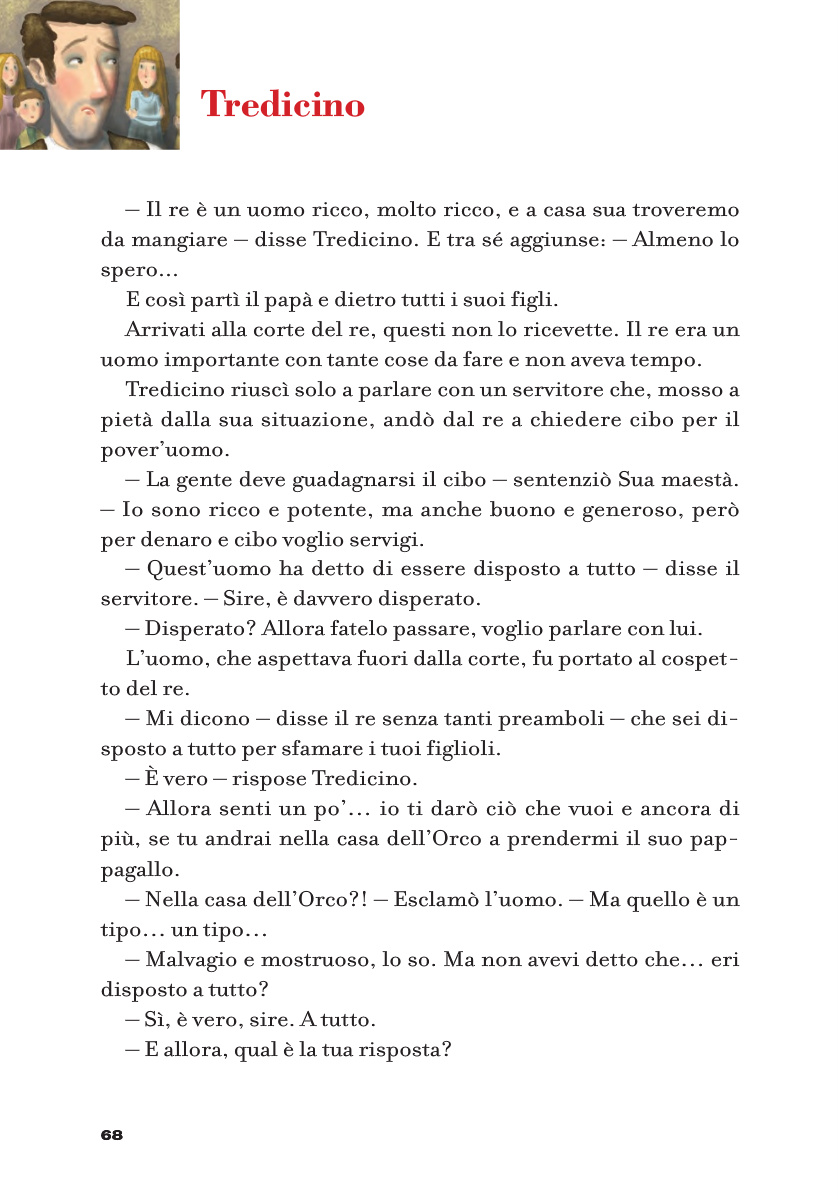 Tredicino
– Il re è un uomo ricco, molto ricco, e a casa sua troveremo
da mangiare – disse Tredicino. E tra sé aggiunse: – Almeno lo
spero…
E così partì il papà e dietro tutti i suoi figli.
Arrivati alla corte del re, questi non lo ricevette. Il re era un
uomo importante con tante cose da fare e non aveva tempo.
Tredicino riuscì solo a parlare con un servitore che, mosso a
pietà dalla sua situazione, andò dal re a chiedere cibo per il
pover’uomo.
– La gente deve guadagnarsi il cibo – sentenziò Sua maestà.
– Io sono ricco e potente, ma anche buono e generoso, però
per denaro e cibo voglio servigi.
– Quest’uomo ha detto di essere disposto a tutto – disse il
servitore. – Sire, è davvero disperato.
– Disperato? Allora fatelo passare, voglio parlare con lui.
L’uomo, che aspettava fuori dalla corte, fu portato al cospet-
to del re.
– Mi dicono – disse il re senza tanti preamboli – che sei di-
sposto a tutto per sfamare i tuoi figlioli.
– È vero – rispose Tredicino.
– Allora senti un po’… io ti darò ciò che vuoi e ancora di
più, se tu andrai nella casa dell’Orco a prendermi il suo pap-
pagallo.
– Nella casa dell’Orco?! – Esclamò l’uomo. – Ma quello è un
tipo… un tipo…
– Malvagio e mostruoso, lo so. Ma non avevi detto che… eri
disposto a tutto?
– Sì, è vero, sire. A tutto.
– E allora, qual è la tua risposta?
68